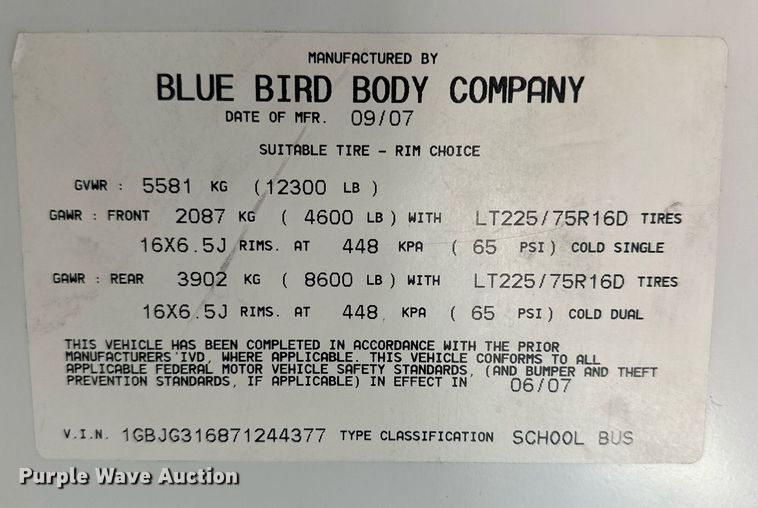 MANUFACTURED BY
BLUE BIRD BODY COMPANY
DATE OF MFR. 09/07
SUITABLE TIRE - RIM CHOICE
GVWR : 5581 KG (12300 LB )
GAWR : FRONT 2087 KG ( 4600 LB ) WITH LT225/75R16D TIRES
16X6.5J RIMS. AT 448 KPA ( 65 PSI ) COLD SINGLE
GAWR : REAR 3902 KG ( 8600 LB ) WITH LT225/75R16D TIRES
16X6.5J RIMS. AT 448 KPA ( 65 PSI ) COLD DUAL
THIS VEHICLE HAS BEEN COMPLETED IN ACCORDANCE WITH THE PRIOR
MANUFACTURERS'IVD, WHERE APPLICABLE. THIS VEHICLE CONFORMS TO ALL
APPLICABLE FEDERAL MOTOR VEHICLE SAFETY STANDARDS, (AND BUMPER AND THEFT
PREVENTION STANDARDS, IF APPLICABLE) IN EFFECT IN 06/07
V.I.N. 1GBJG316871244377 TYPE CLASSIFICATION SCHOOL BUS
Purple Wave Auction